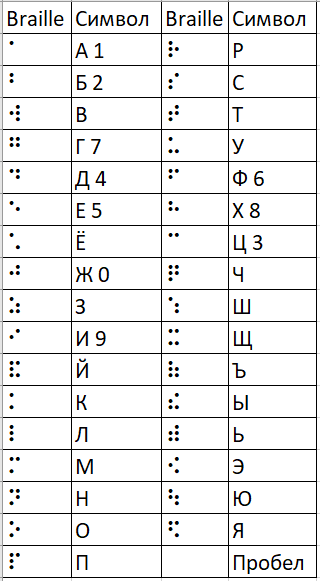 Braille Символ Braille Символ
⠁ А 1 ⠗ Р
⠃ Б 2 ⠎ С
⠺ В ⠞ Т
⠛ Г 7 ⠥ У
⠙ Д 4 ⠋ Ф 6
⠑ Е 5 ⠓ Х 8
⠡ Ё ⠉ Ц 3
⠚ Ж 0 ⠟ Ч
⠵ З ⠱ Ш
⠊ И 9 ⠭ Щ
⠯ Й ⠷ Ъ
⠅ К ⠮ Ы
⠇ Л ⠾ Ь
⠍ М ⠪ Э
⠝ Н ⠳ Ю
⠕ О ⠫ Я
⠏ П Пробел